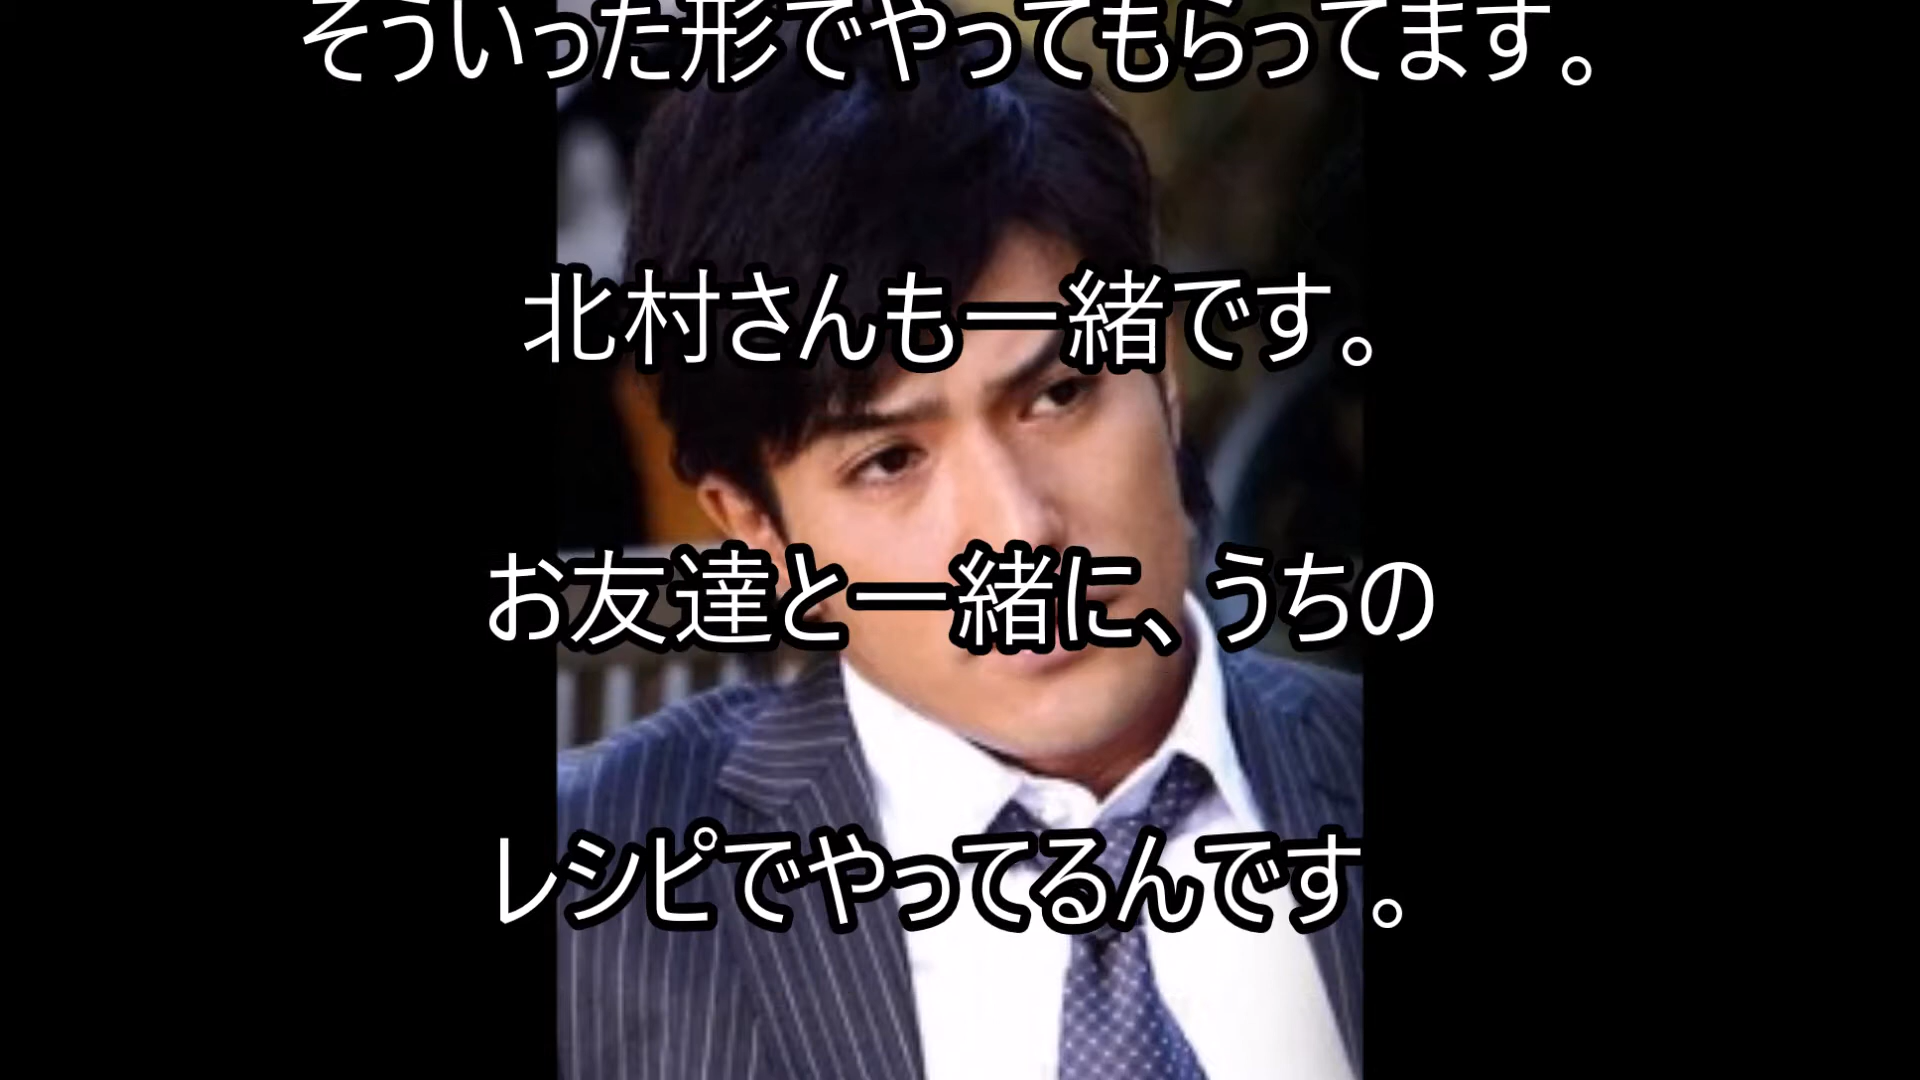 そういった形でやってもらってます。
北村さんも一緒です。
お友達と一緒に、うちの
レシピでやってるんです。